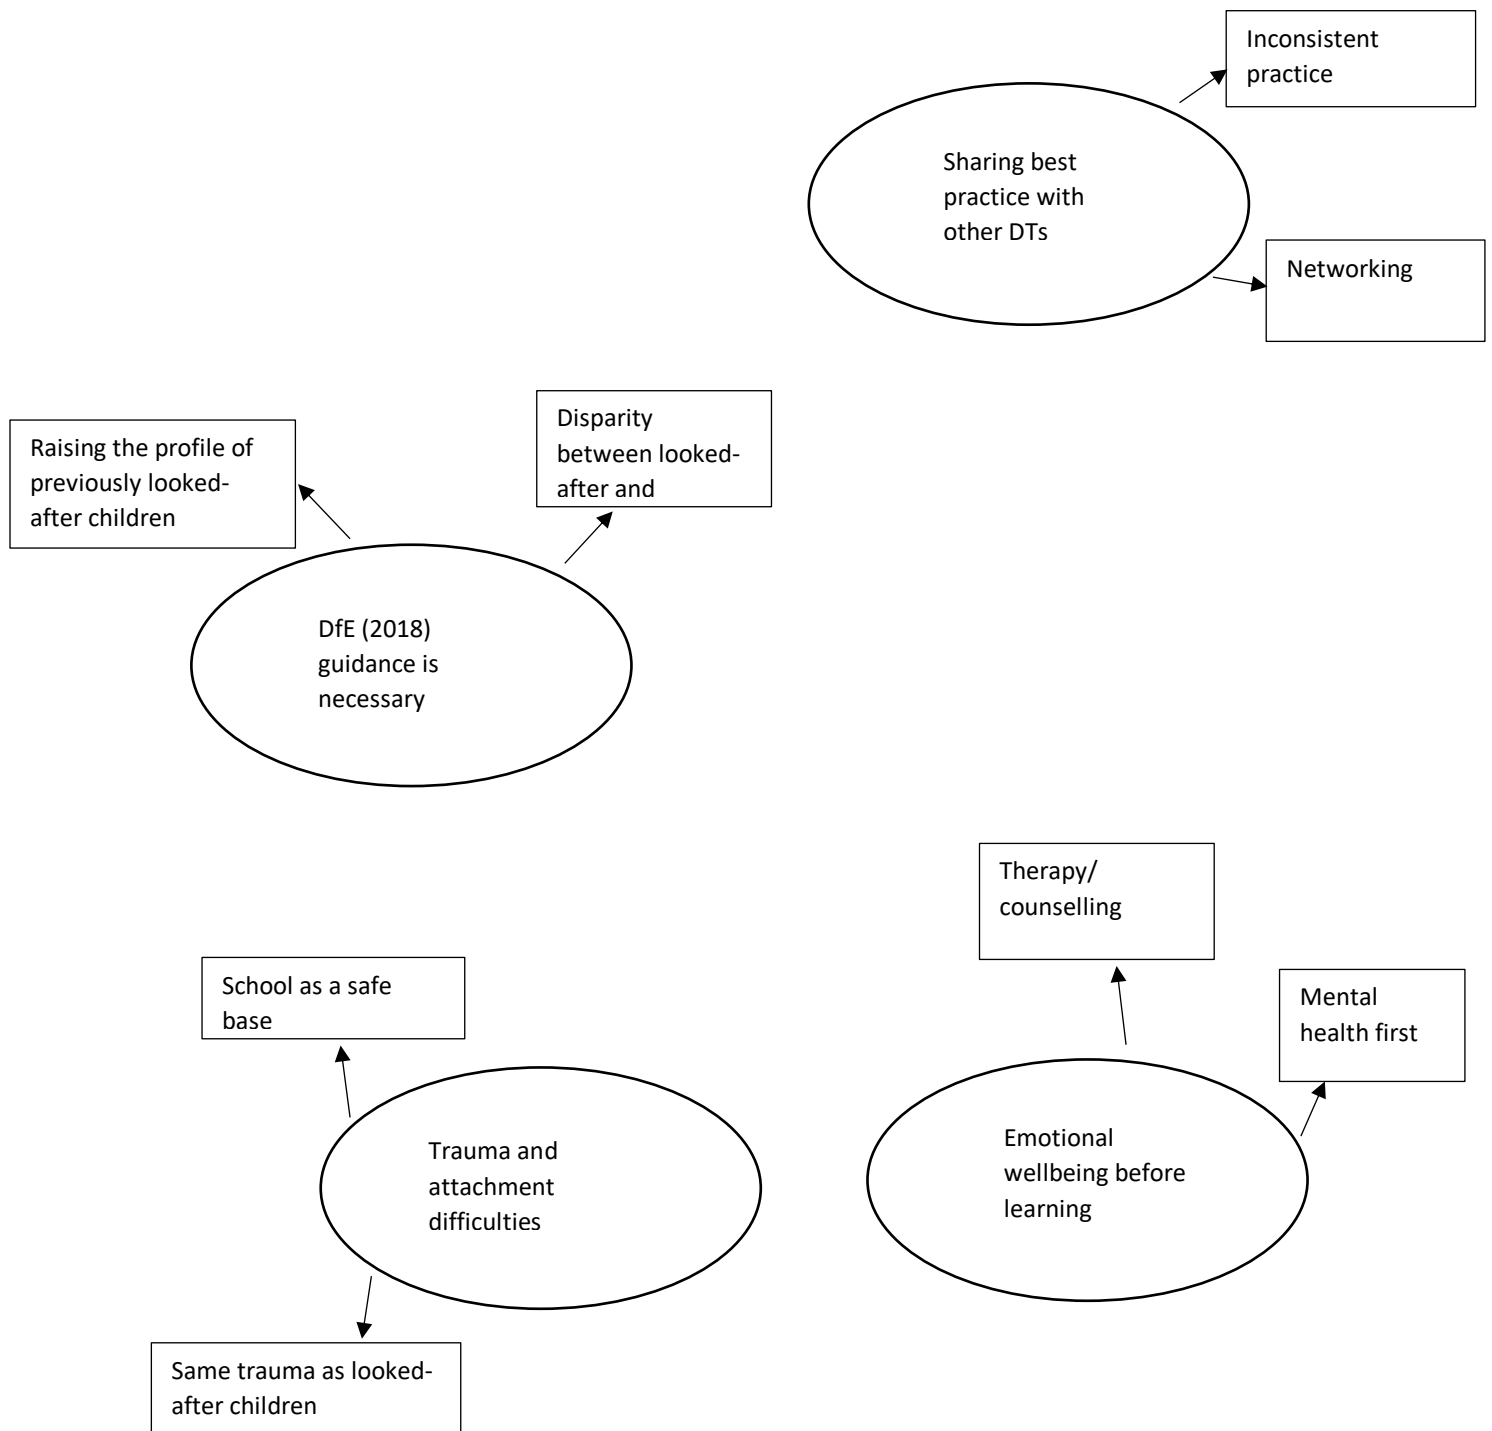 Inconsistent
practice
Sharing best
practice with
other DTs
Networking
Disparity
between looked-
after and
Raising the profile of
previously looked-
after children
DfE (2018)
guidance is
necessary
Therapy/
counselling
School as a safe
base
Mental
health first
Trauma and
attachment
difficulties
Emotional
wellbeing before
learning
Same trauma as looked-
after children